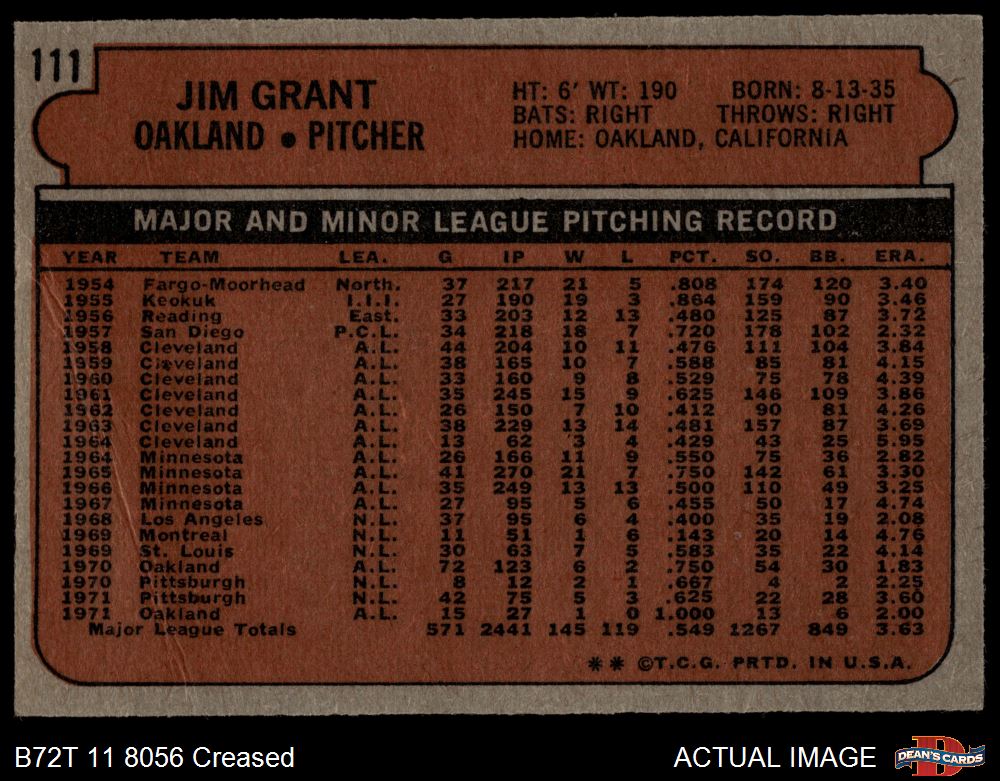 111
JIM GRANT
OAKLAND • PITCHER
HT: 6' WT: 190 BORN: 8-13-35
BATS: RIGHT THROWS: RIGHT
HOME: OAKLAND, CALIFORNIA
MAJOR AND MINOR LEAGUE PITCHING RECORD
YEAR TEAM LEA. G IP W L PCT. SO. BB. ERA.
1954 Fargo-Moorhead North. 37 217 21 5 .808 174 120 3.40
1955 Keokuk I.I.I. 27 190 19 3 .864 159 90 3.46
1956 Reading East. 33 203 12 13 .480 125 87 3.72
1957 San Diego P.C.L. 34 218 18 7 .720 178 102 2.32
1958 Cleveland A.L. 44 204 10 11 .476 111 104 3.84
1959 Cleveland A.L. 38 165 10 7 .588 85 81 4.15
1960 Cleveland A.L. 33 160 9 8 .529 75 78 4.39
1961 Cleveland A.L. 35 245 15 9 .625 146 109 3.86
1962 Cleveland A.L. 26 150 7 10 .412 90 81 4.26
1963 Cleveland A.L. 38 229 13 14 .481 157 87 3.69
1964 Cleveland A.L. 13 62 3 4 .429 43 25 5.95
1964 Minnesota A.L. 26 166 11 9 .550 75 36 2.82
1965 Minnesota A.L. 41 270 21 7 .750 142 61 3.30
1966 Minnesota A.L. 35 249 13 13 .500 110 49 3.25
1967 Minnesota A.L. 27 95 5 6 .455 50 17 4.74
1968 Los Angeles N.L. 37 95 6 4 .400 35 19 2.08
1969 Montreal N.L. 11 51 1 6 .143 20 14 4.76
1969 St. Louis N.L. 30 63 7 5 .583 35 22 4.14
1970 Oakland A.L. 72 123 6 2 .750 54 30 1.83
1970 Pittsburgh N.L. 8 12 2 1 .667 4 2 2.25
1971 Pittsburgh N.L. 42 75 5 3 .625 22 28 3.60
1971 Oakland A.L. 15 27 1 0 1.000 13 6 2.00
Major League Totals 571 2441 145 119 .549 1267 849 3.63
** ©T.C.G. PRTD. IN U.S.A.
B72T 11 8056 Creased ACTUAL IMAGE
D
DEAN'S CARDS